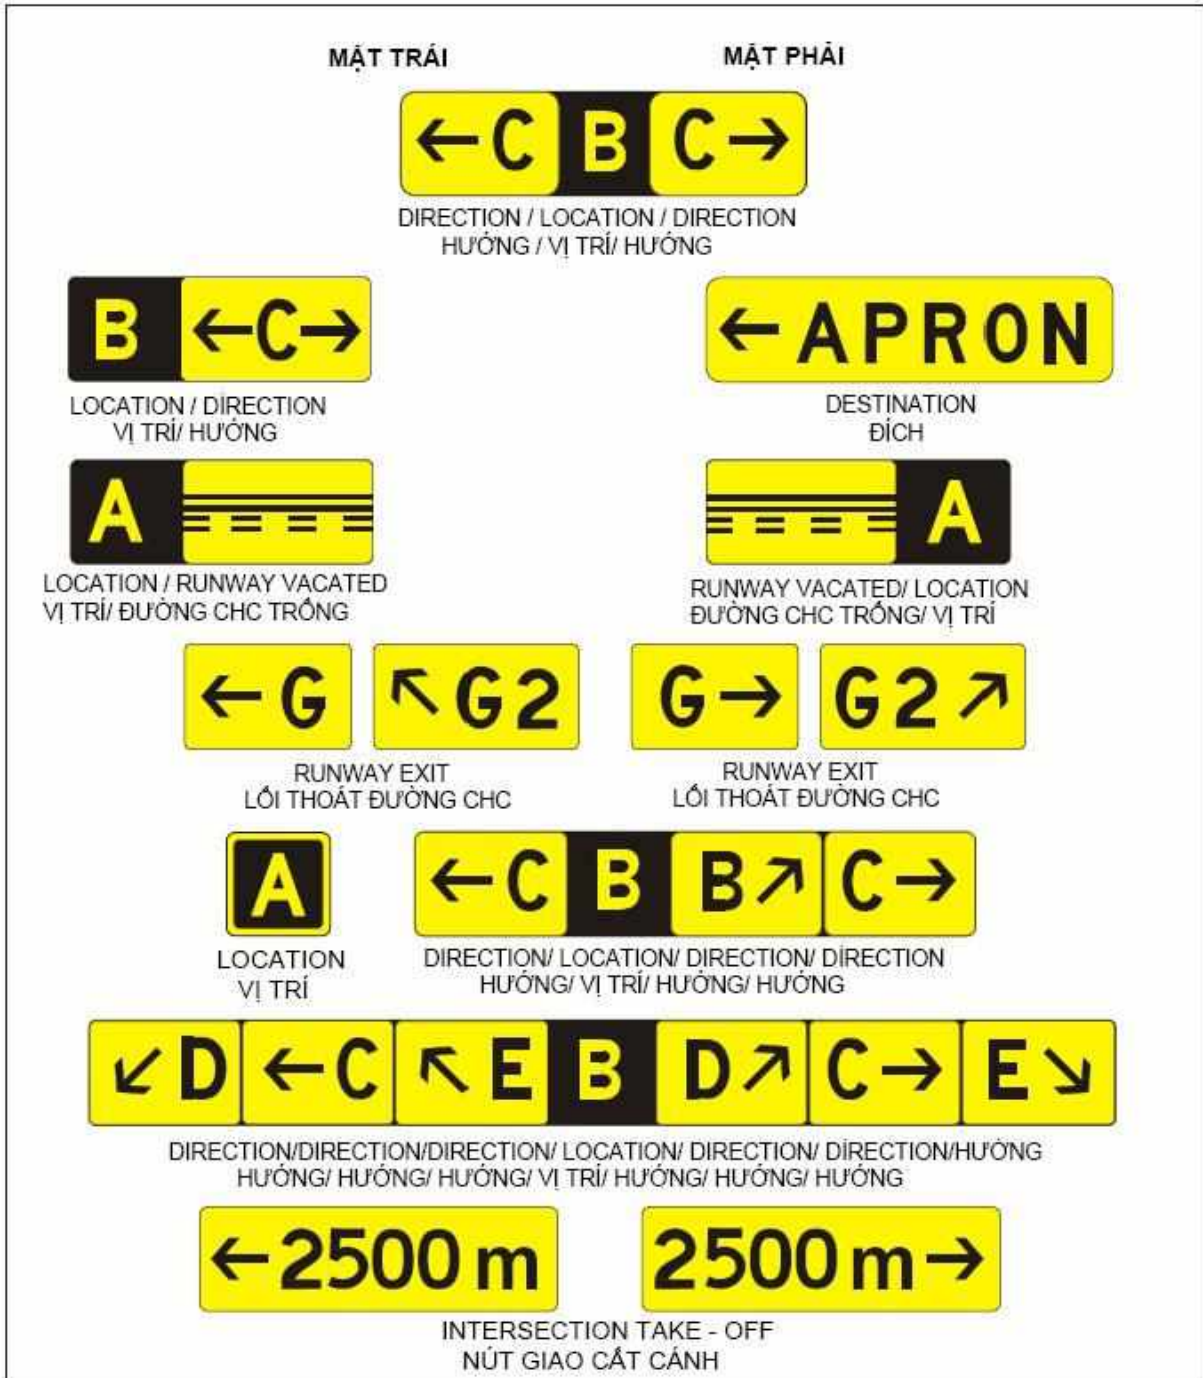 MẶT TRÁI MẶT PHẢI
←C B C→
DIRECTION / LOCATION / DIRECTION
HƯỚNG / VỊ TRÍ/ HƯỚNG
B ←C→ ←APRON
LOCATION / DIRECTION
VỊ TRÍ/ HƯỚNG
DESTINATION
ĐÍCH
A A
LOCATION / RUNWAY VACATED
VỊ TRÍ/ ĐƯỜNG CHC TRỐNG
RUNWAY VACATED/ LOCATION
ĐƯỜNG CHC TRỐNG/ VỊ TRÍ
←G ↖G2 G→ G2↗
RUNWAY EXIT
LỐI THOÁT ĐƯỜNG CHC
RUNWAY EXIT
LỐI THOÁT ĐƯỜNG CHC
A ←C B B↗ C→
LOCATION
VỊ TRÍ
DIRECTION/ LOCATION/ DIRECTION/ DỈRECTION
HƯỚNG/ VỊ TRÍ/ HƯỚNG/ HƯỚNG
↙D ←C ↖E B D↗ C→ E↘
DIRECTION/DIRECTION/DIRECTION/ LOCATION/ DIRECTION/ DỈRECTION/HƯỚNG
HƯỚNG/ HƯỚNG/ HƯỚNG/ VỊ TRÍ/ HƯỚNG/ HƯỚNG/ HƯỚNG
←2500 m 2500 m→
INTERSECTION TAKE - OFF
NÚT GIAO CẤT CÁNH